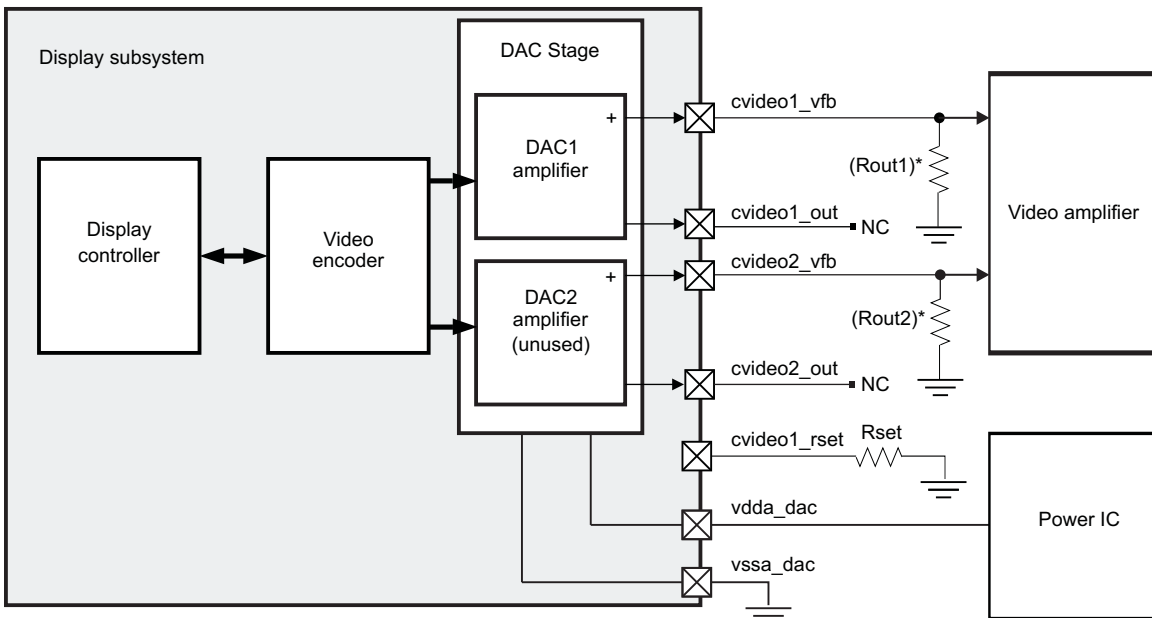 Display subsystem
DAC Stage
Display
controller
Video
encoder
+
DAC1
amplifier
+
DAC2
amplifier
(unused)
cvideo1_vfb
(Rout1)*
cvideo1_out
NC
cvideo2_vfb
(Rout2)*
cvideo2_out
NC
cvideo1_rset
Rset
vdda_dac
vssa_dac
Video amplifier
Power IC